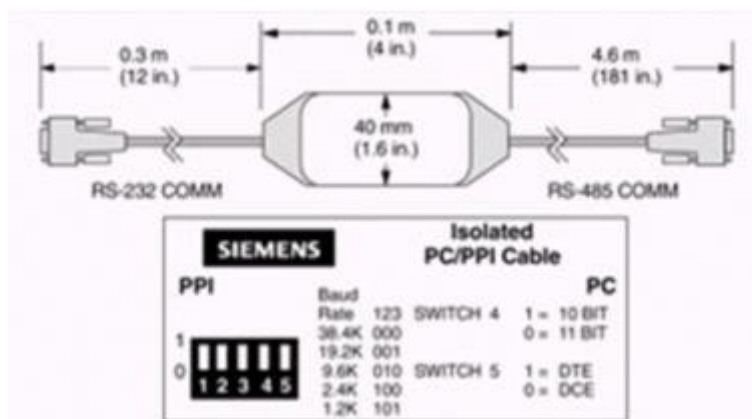 0.1 m
(4 in.)
0.3 m
(12 in.)
4.6 m
(181 in.)
40 mm
(1.6 in.)
RS-232 COMM
RS-485 COMM
SIEMENS
Isolated
PC/PPI Cable
PPI
PC
Baud
Rate 123 SWITCH 4 1 = 10 BIT
38.4K 000 0 = 11 BIT
19.2K 001
9.6K 010 SWITCH 5 1 = DTE
2.4K 100 0 = DCE
1.2K 101
1
0
1 2 3 4 5